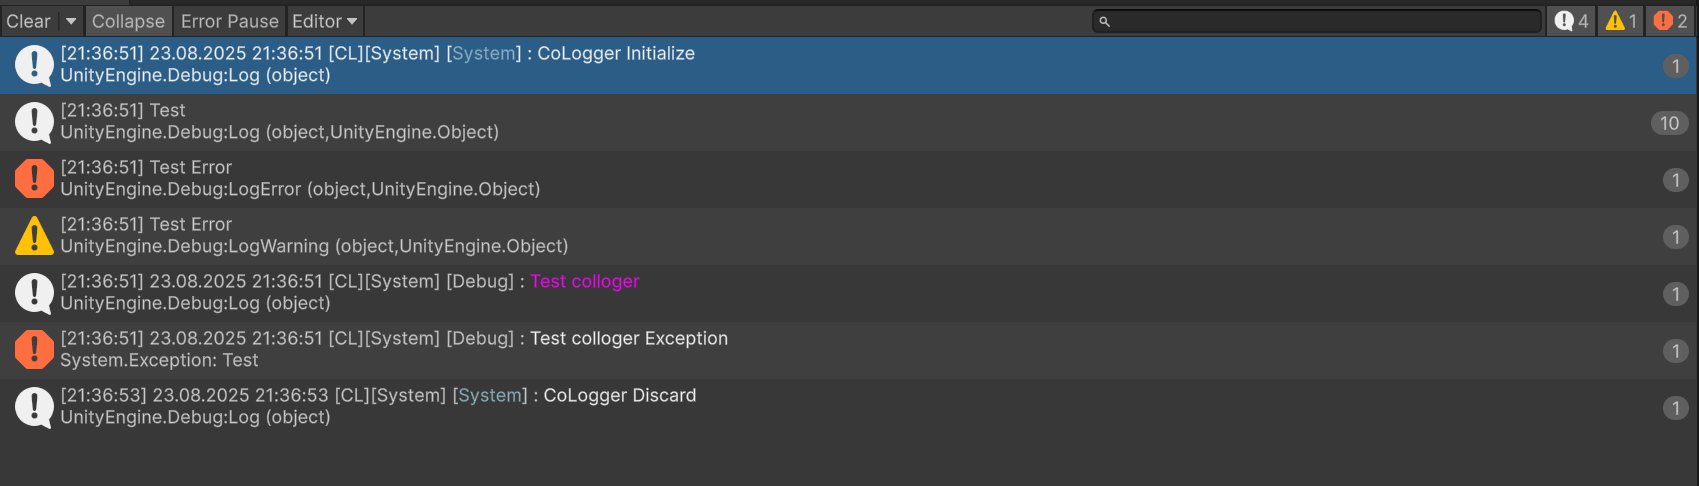 Clear Collapse Error Pause Editor 4 1 2
[21:36:51] 23.08.2025 21:36:51 [CL][System] [System] : CoLogger Initialize
UnityEngine.Debug:Log (object)
1
[21:36:51] Test
UnityEngine.Debug:Log (object,UnityEngine.Object)
10
[21:36:51] Test Error
UnityEngine.Debug:LogError (object,UnityEngine.Object)
1
[21:36:51] Test Error
UnityEngine.Debug:LogWarning (object,UnityEngine.Object)
1
[21:36:51] 23.08.2025 21:36:51 [CL][System] [Debug] : Test colloger
UnityEngine.Debug:Log (object)
1
[21:36:51] 23.08.2025 21:36:51 [CL][System] [Debug] : Test colloger Exception
System.Exception: Test
1
[21:36:53] 23.08.2025 21:36:53 [CL][System] [System] : CoLogger Discard
UnityEngine.Debug:Log (object)
1